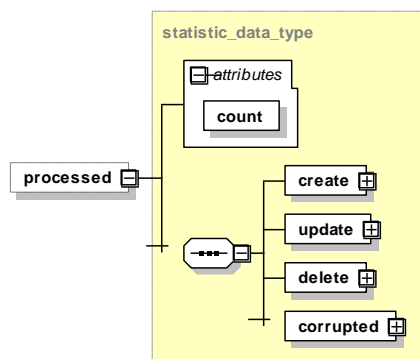 statistic_data_type
attributes
count
processed
create
update
delete
corrupted